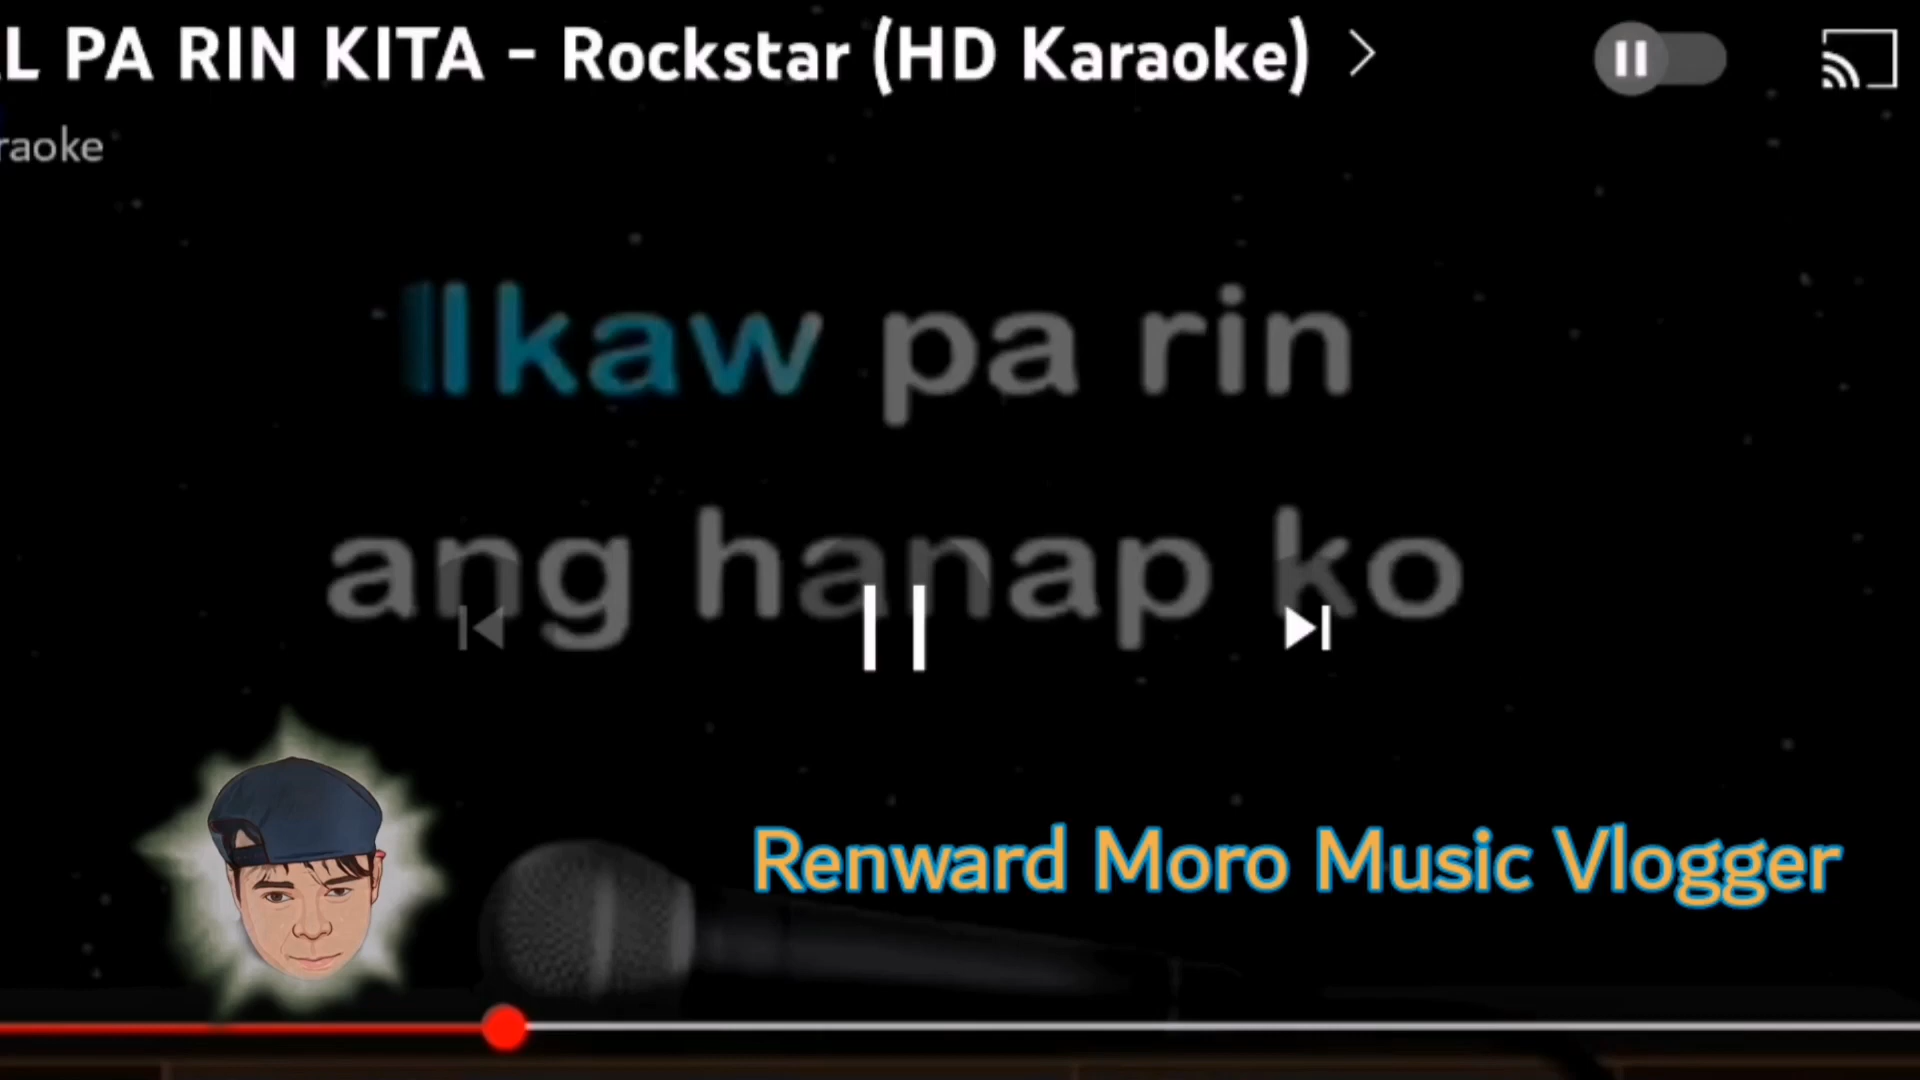 L PA RIN KITA - Rockstar (HD Karaoke)
raoke
Ikaw pa rin
ang hanap ko
Renward Moro Music Vlogger